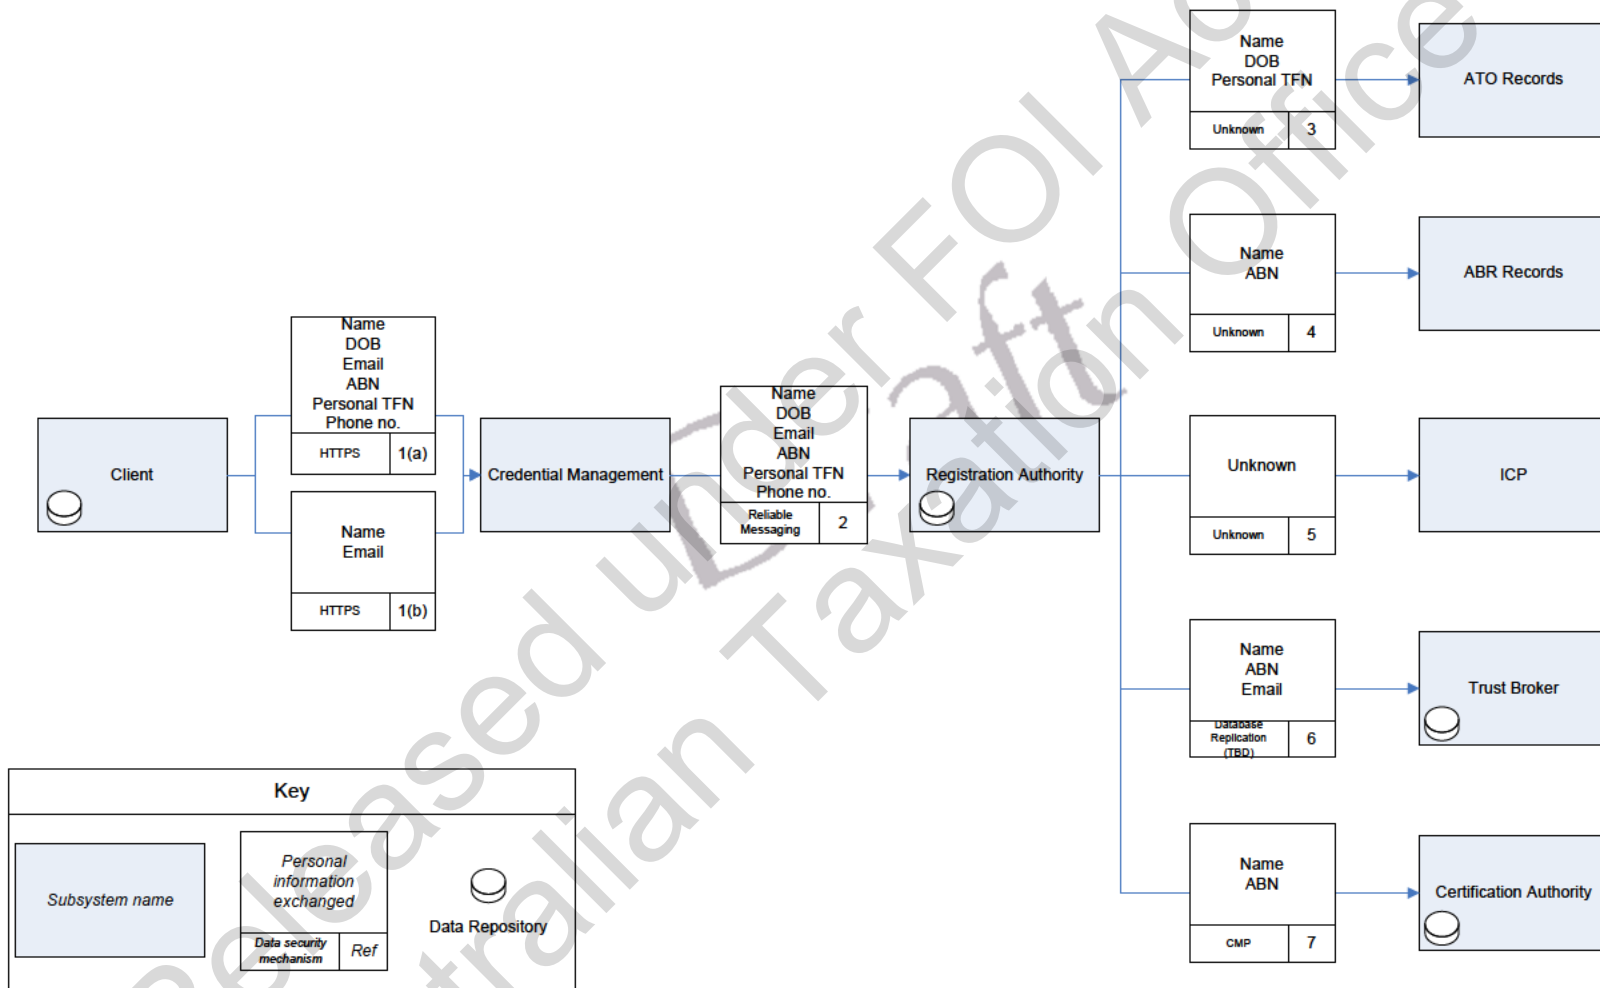 Name
DOB
Personal TFN
Unknown
3
ATO Records
Name
ABN
Unknown
4
ABR Records
Name
DOB
Email
ABN
Personal TFN
Phone no.
HTTPS
1(a)
Client
Name
Email
HTTPS
1(b)
Credential Management
Name
DOB
Email
ABN
Personal TFN
Phone no.
Reliable
Messaging
2
Registration Authority
Unknown
Unknown
5
ICP
Name
ABN
Email
Database
Replication
(TBD)
6
Trust Broker
Name
ABN
CMP
7
Certification Authority
Key
Subsystem name
Personal
information
exchanged
Data security
mechanism
Ref
Data Repository
Draft
Released under FOI
Taxation Office